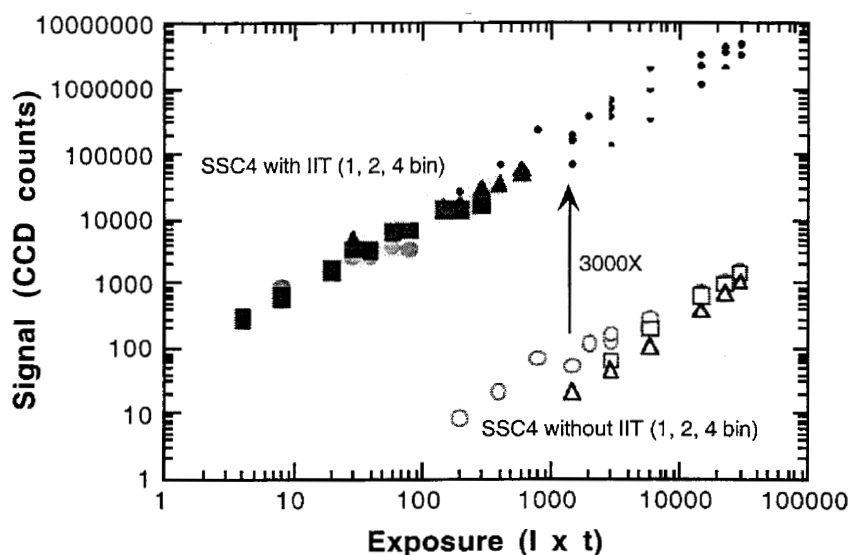 10000000
1000000
100000
10000
1000
100
10
1
Signal (CCD counts)
SSC4 with IIT (1, 2, 4 bin)
3000X
SSC4 without IIT (1, 2, 4 bin)
1 10 100 1000 10000 100000
Exposure (I x t)